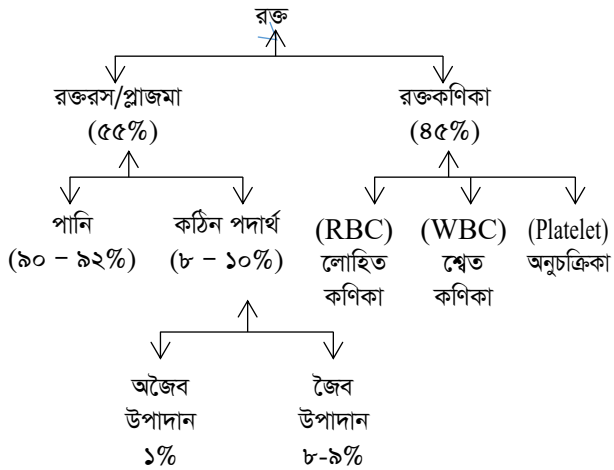 রক্ত
রক্তরস/প্লাজমা
(৫৫%)
রক্তকণিকা
(৪৫%)
পানি
(৯০ – ৯২%)
কঠিন পদার্থ
(৮ – ১০%)
(RBC)
লোহিত
কণিকা
(WBC)
শ্বেত
কণিকা
(Platelet)
অনুচক্রিকা
অজৈব
উপাদান
১%
জৈব
উপাদান
৮-৯%